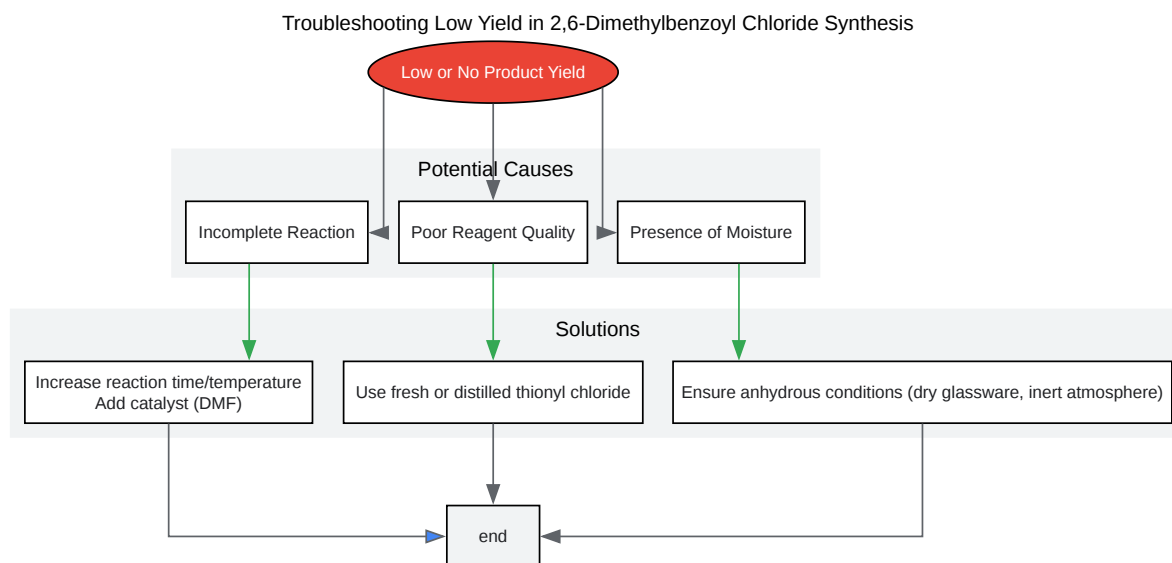 Troubleshooting Low Yield in 2,6-Dimethylbenzoyl Chloride Synthesis
Low or No Product Yield
Potential Causes
Incomplete Reaction
Poor Reagent Quality
Presence of Moisture
Solutions
Increase reaction time/temperature
Add catalyst (DMF)
Use fresh or distilled thionyl chloride
Ensure anhydrous conditions (dry glassware, inert atmosphere)
end